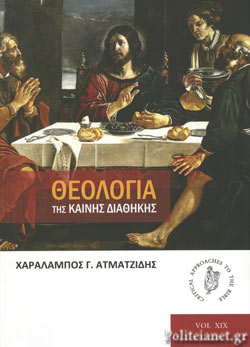 ΘΕΟΛΟΓΙΑ
ΤΗΣ ΚΑΙΝΗΣ ΔΙΑΘΗΚΗΣ
ΧΑΡΑΛΑΜΠΟΣ Γ. ΑΤΜΑΤΖΙΔΗΣ
CRITICAL APPROACHES TO THE BIBLE
VOL XIX
politeianet.gr